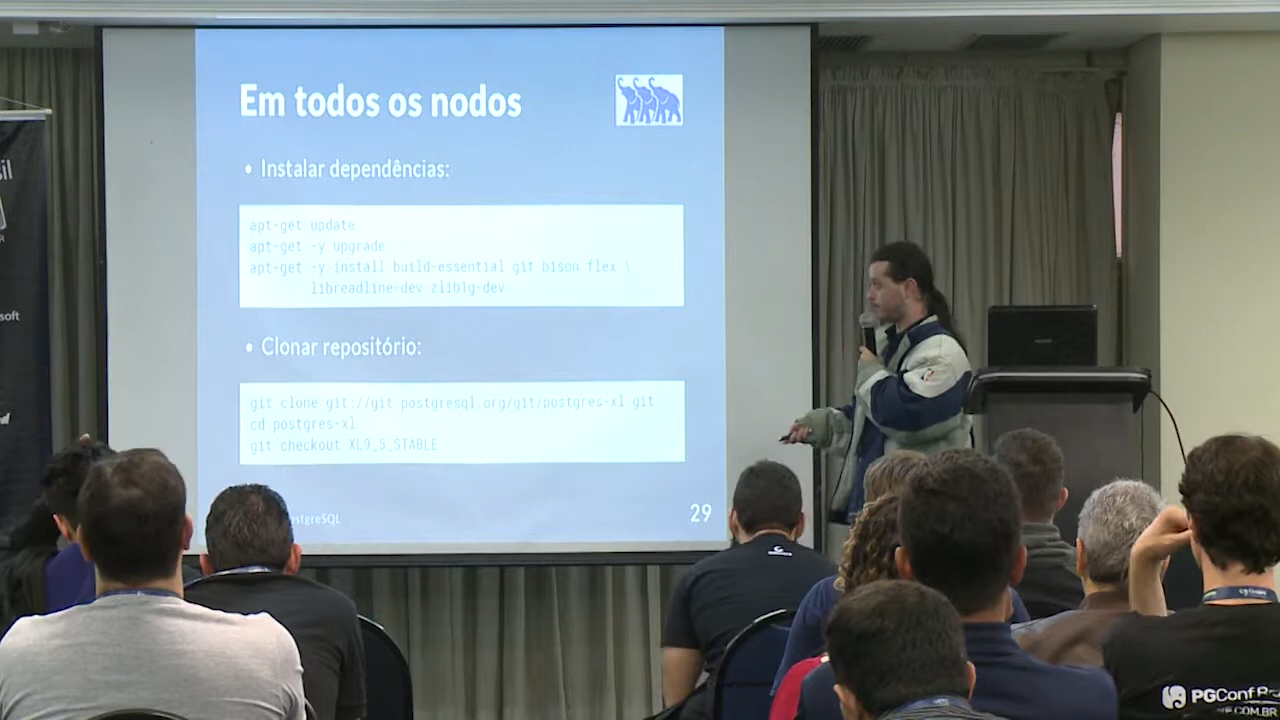 Em todos os nodos
• Instalar dependências:
apt-get update
apt-get -y upgrade
apt-get -y install build-essential git bison flex \
libreadline-dev zlib1g-dev
• Clonar repositório:
git clone git://git.postgresql.org/git/postgres-xl.git
cd postgres-xl
git checkout XL9_5_STABLE
29
PGConf